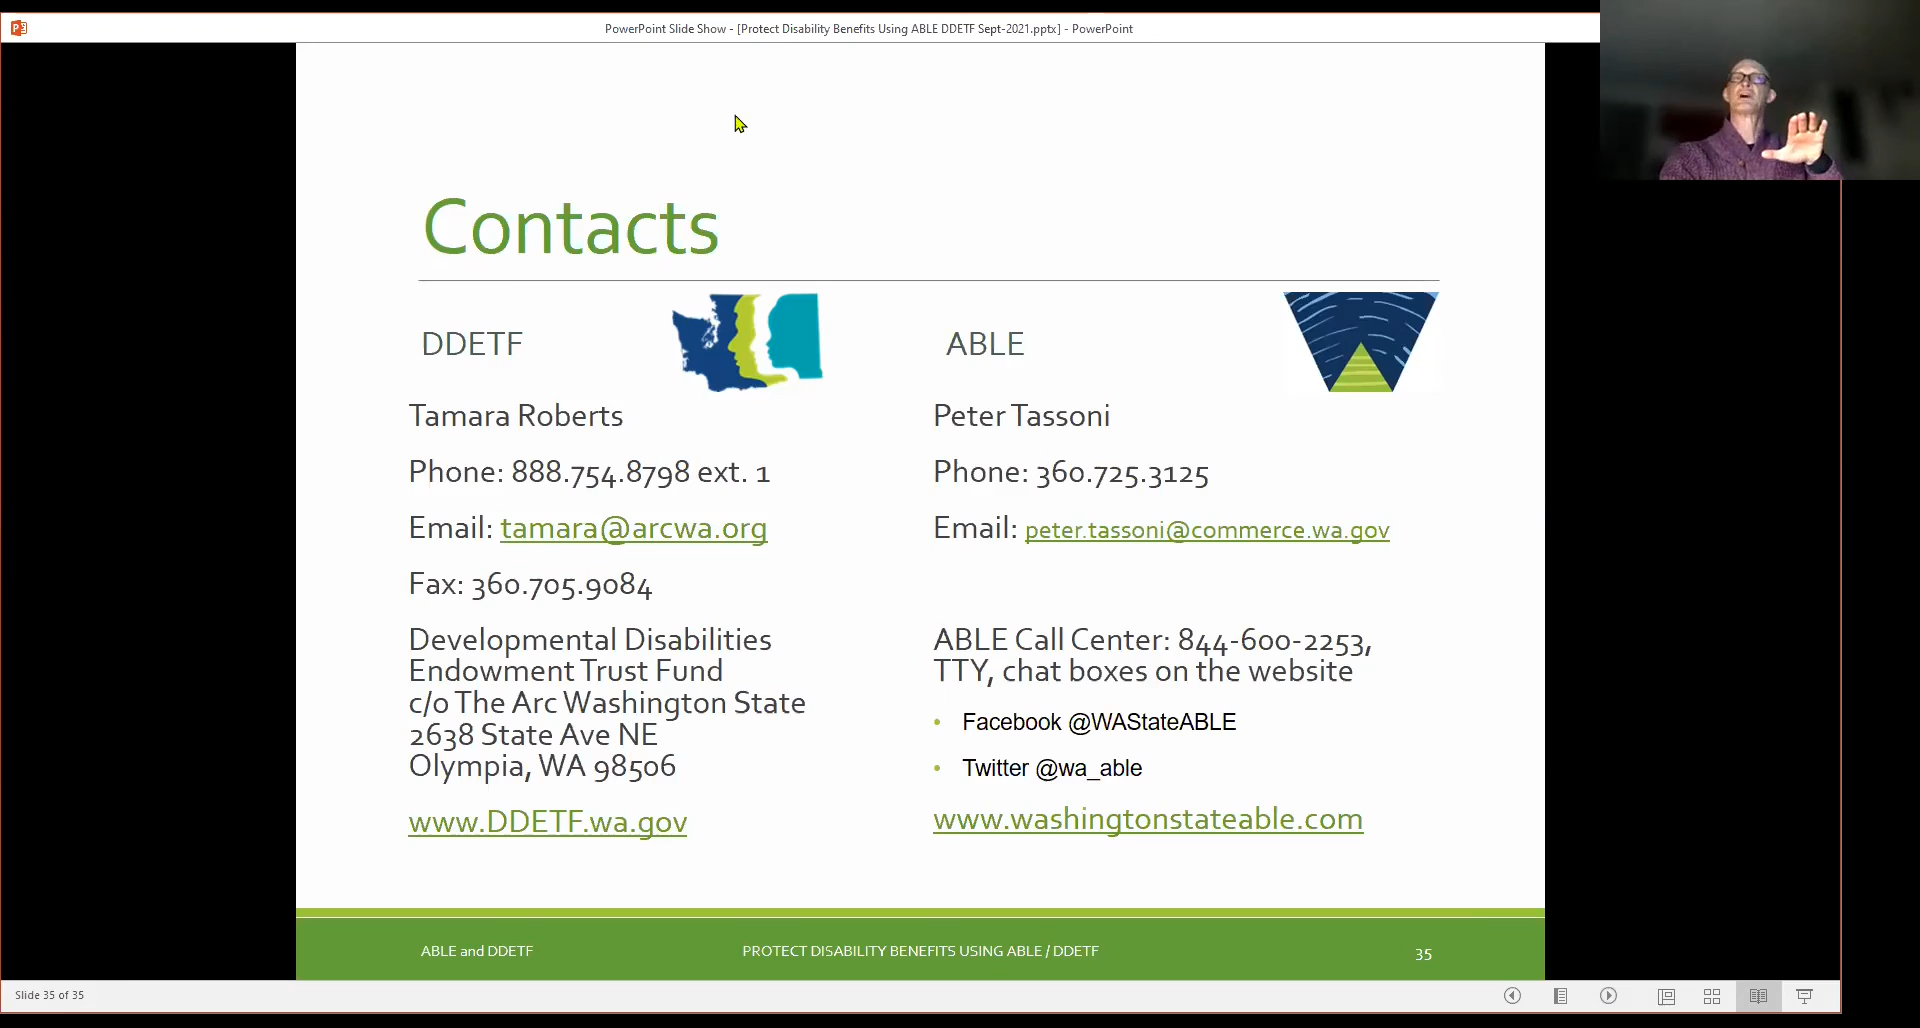 PowerPoint Slide Show - [Protect Disability Benefits Using ABLE DDETF Sept-2021.pptx] - PowerPoint
Contacts
DDETF
Tamara Roberts
Phone: 888.754.8798 ext. 1
Email: tamara@arcwa.org
Fax: 360.705.9084
Developmental Disabilities
Endowment Trust Fund
c/o The Arc Washington State
2638 State Ave NE
Olympia, WA 98506
www.DDETF.wa.gov
ABLE
Peter Tassoni
Phone: 360.725.3125
Email: peter.tassoni@commerce.wa.gov
ABLE Call Center: 844-600-2253,
TTY, chat boxes on the website
• Facebook @WAStateABLE
• Twitter @wa_able
www.washingtonstateable.com
ABLE and DDETF
PROTECT DISABILITY BENEFITS USING ABLE / DDETF
35
Slide 35 of 35